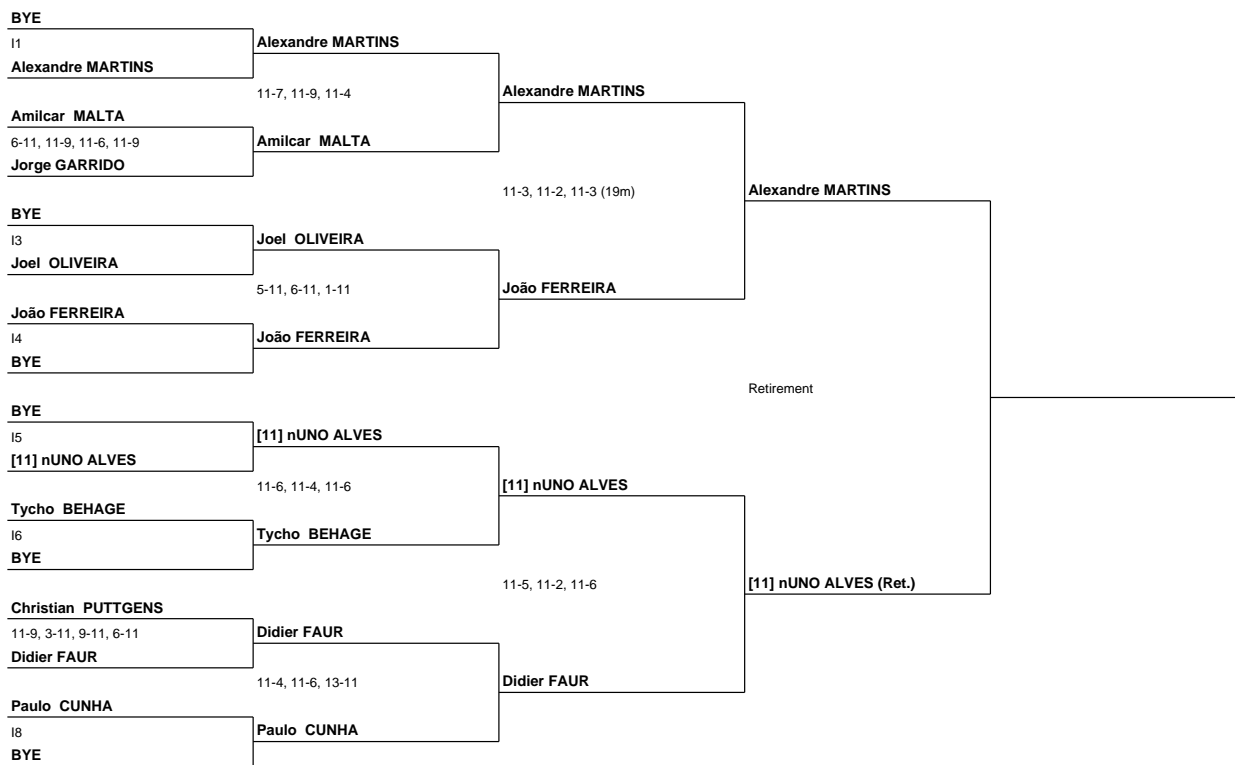 BYE
I1
Alexandre MARTINS
Alexandre MARTINS
11-7, 11-9, 11-4
Alexandre MARTINS
Amilcar MALTA
6-11, 11-9, 11-6, 11-9
Amilcar MALTA
Jorge GARRIDO
11-3, 11-2, 11-3 (19m)
Alexandre MARTINS
BYE
I3
Joel OLIVEIRA
Joel OLIVEIRA
5-11, 6-11, 1-11
João FERREIRA
João FERREIRA
I4
João FERREIRA
BYE
Retirement
BYE
I5
[11] nUNO ALVES
[11] nUNO ALVES
11-6, 11-4, 11-6
[11] nUNO ALVES
Tycho BEHAGE
I6
Tycho BEHAGE
BYE
11-5, 11-2, 11-6
[11] nUNO ALVES (Ret.)
Christian PUTTGENS
11-9, 3-11, 9-11, 6-11
Didier FAUR
Didier FAUR
11-4, 11-6, 13-11
Didier FAUR
Paulo CUNHA
I8
Paulo CUNHA
BYE